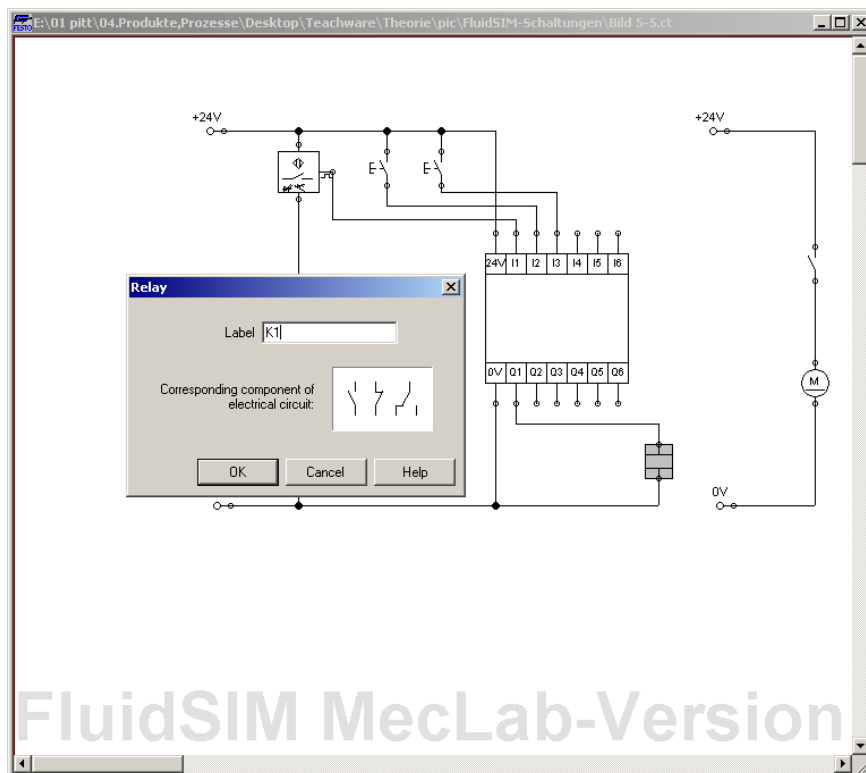 E:\01 pitt\04.Produkte,Prozesse\Desktop\Teachware\Theorie\pic\FluidSIM-Schaltungen\Bild 5-5.ct
FESTO
+24V
+24V
24V I1 I2 I3 I4 I5 I6
Relay
Label K1
Corresponding component of
electrical circuit:
OK Cancel Help
0V Q1 Q2 Q3 Q4 Q5 Q6
M
0V
FluidSIM MecLab-Version